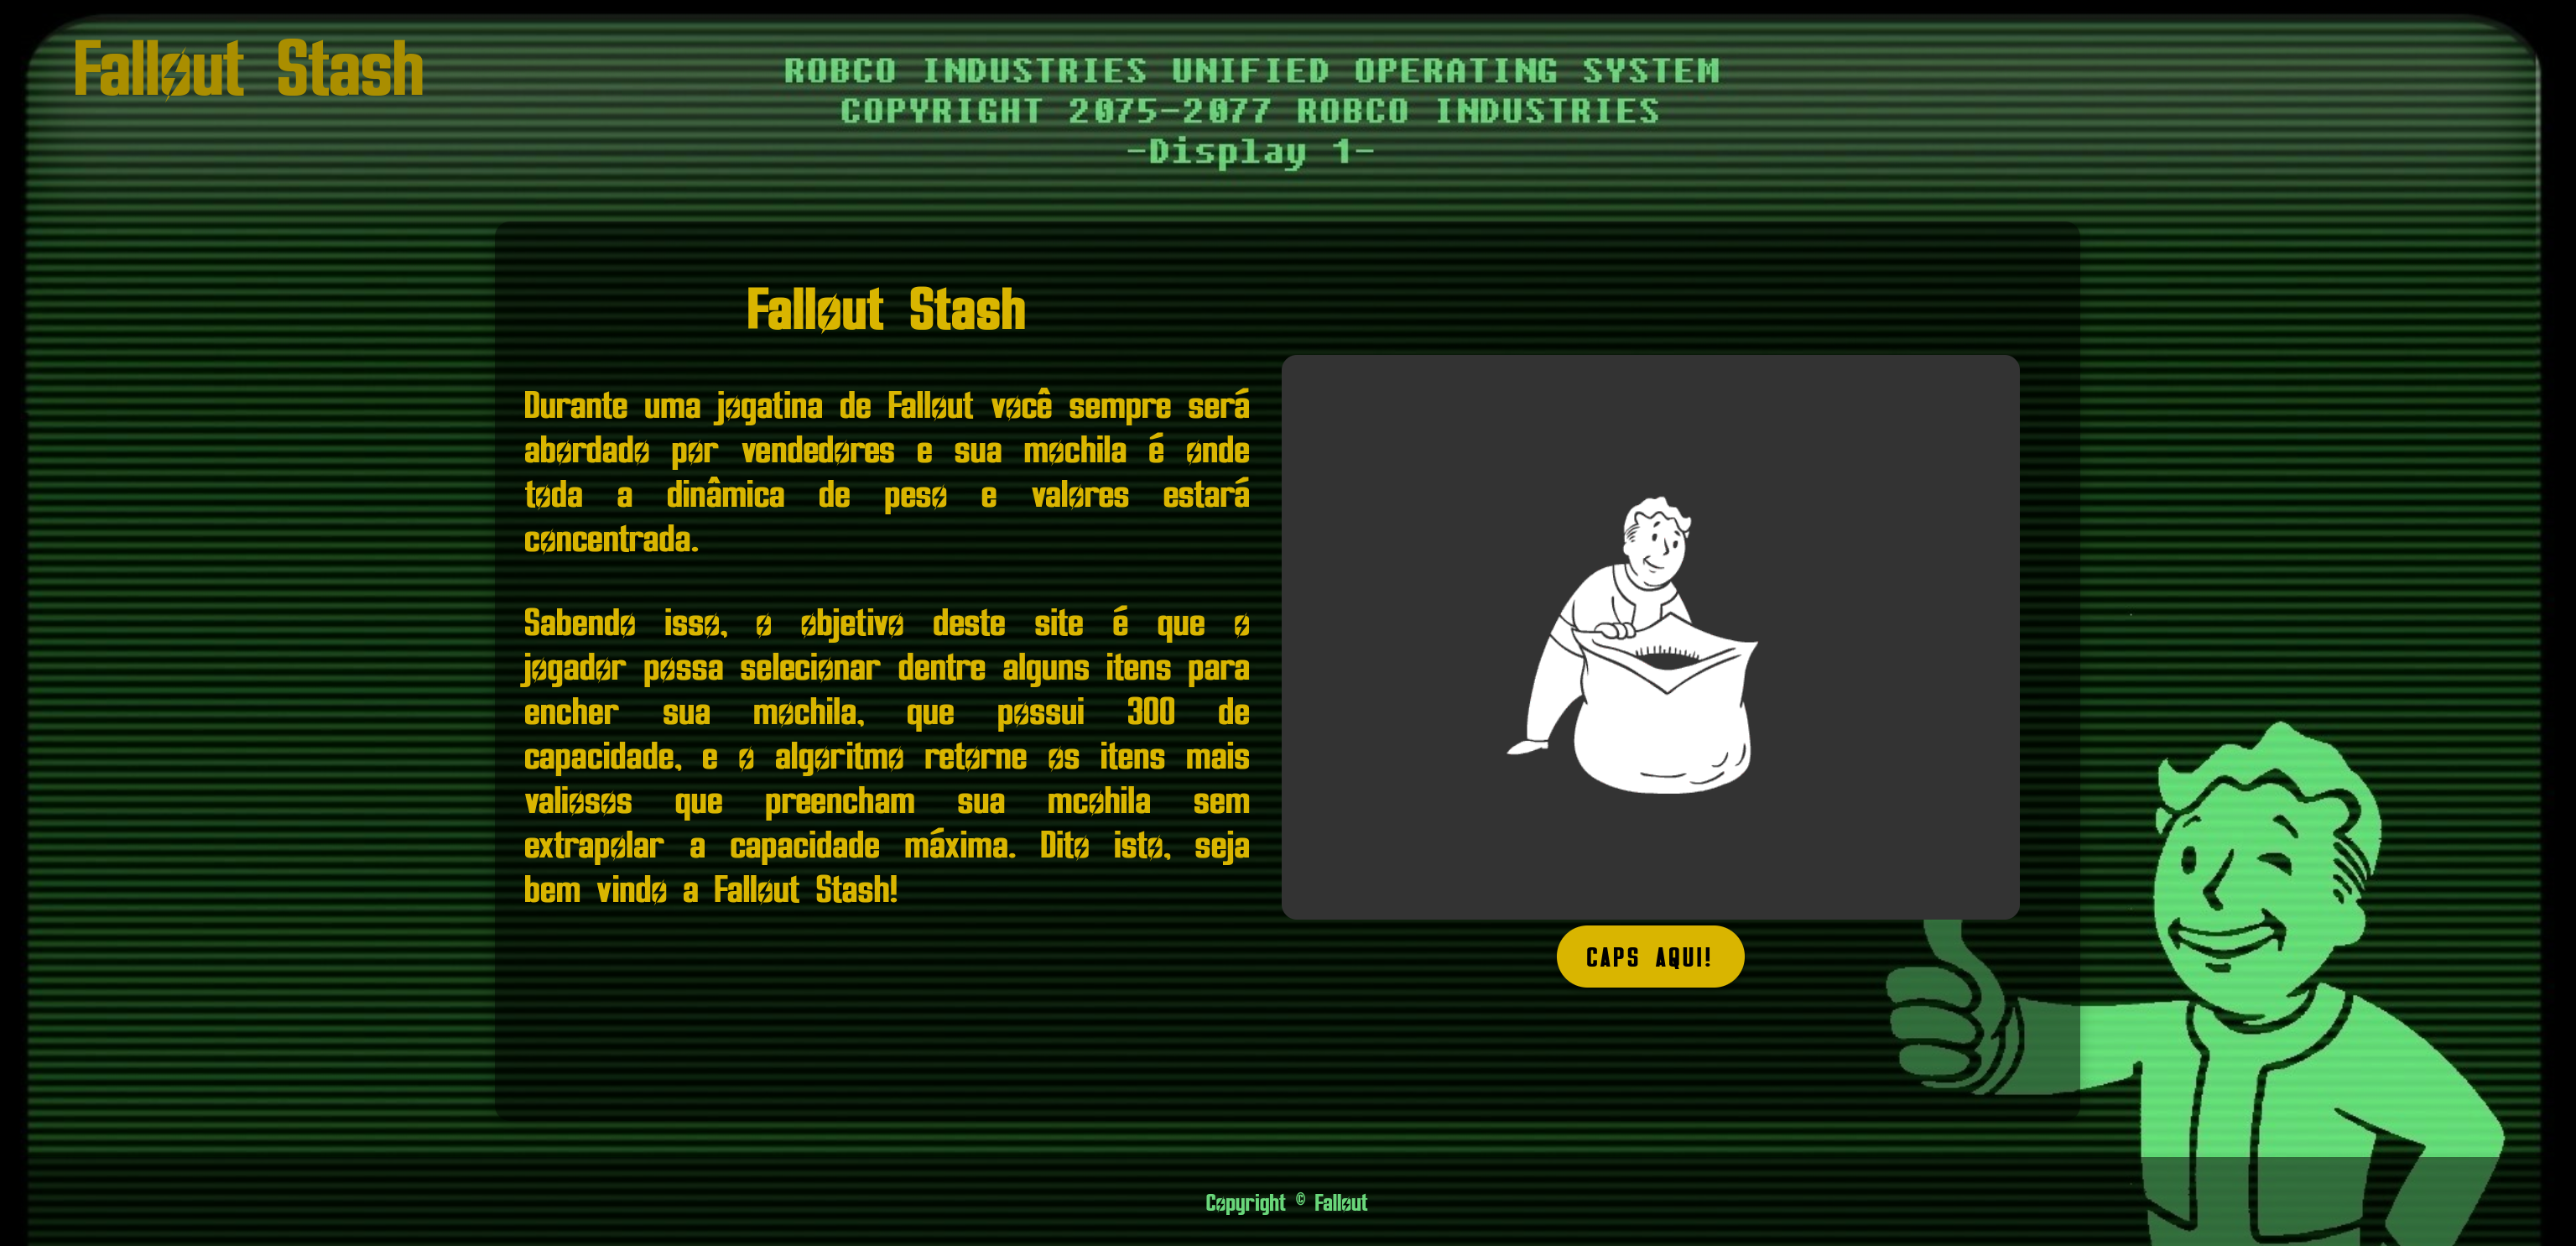 Fallout Stash
ROBCO INDUSTRIES UNIFIED OPERATING SYSTEM
COPYRIGHT 2075-2077 ROBCO INDUSTRIES
-Display 1-
Fallout Stash
Durante uma jogatina de Fallout você sempre será
abordado por vendedores e sua mochila é onde
toda a dinâmica de peso e valores estará
concentrada.
Sabendo isso, o objetivo deste site é que o
jogador possa selecionar dentre alguns itens para
encher sua mochila, que possui 300 de
capacidade, e o algoritmo retorne os itens mais
valiosos que preencham sua mcohila sem
extrapolar a capacidade máxima. Dito isto, seja
bem vindo a Fallout Stash!
CAPS AQUI!
Copyright © Fallout